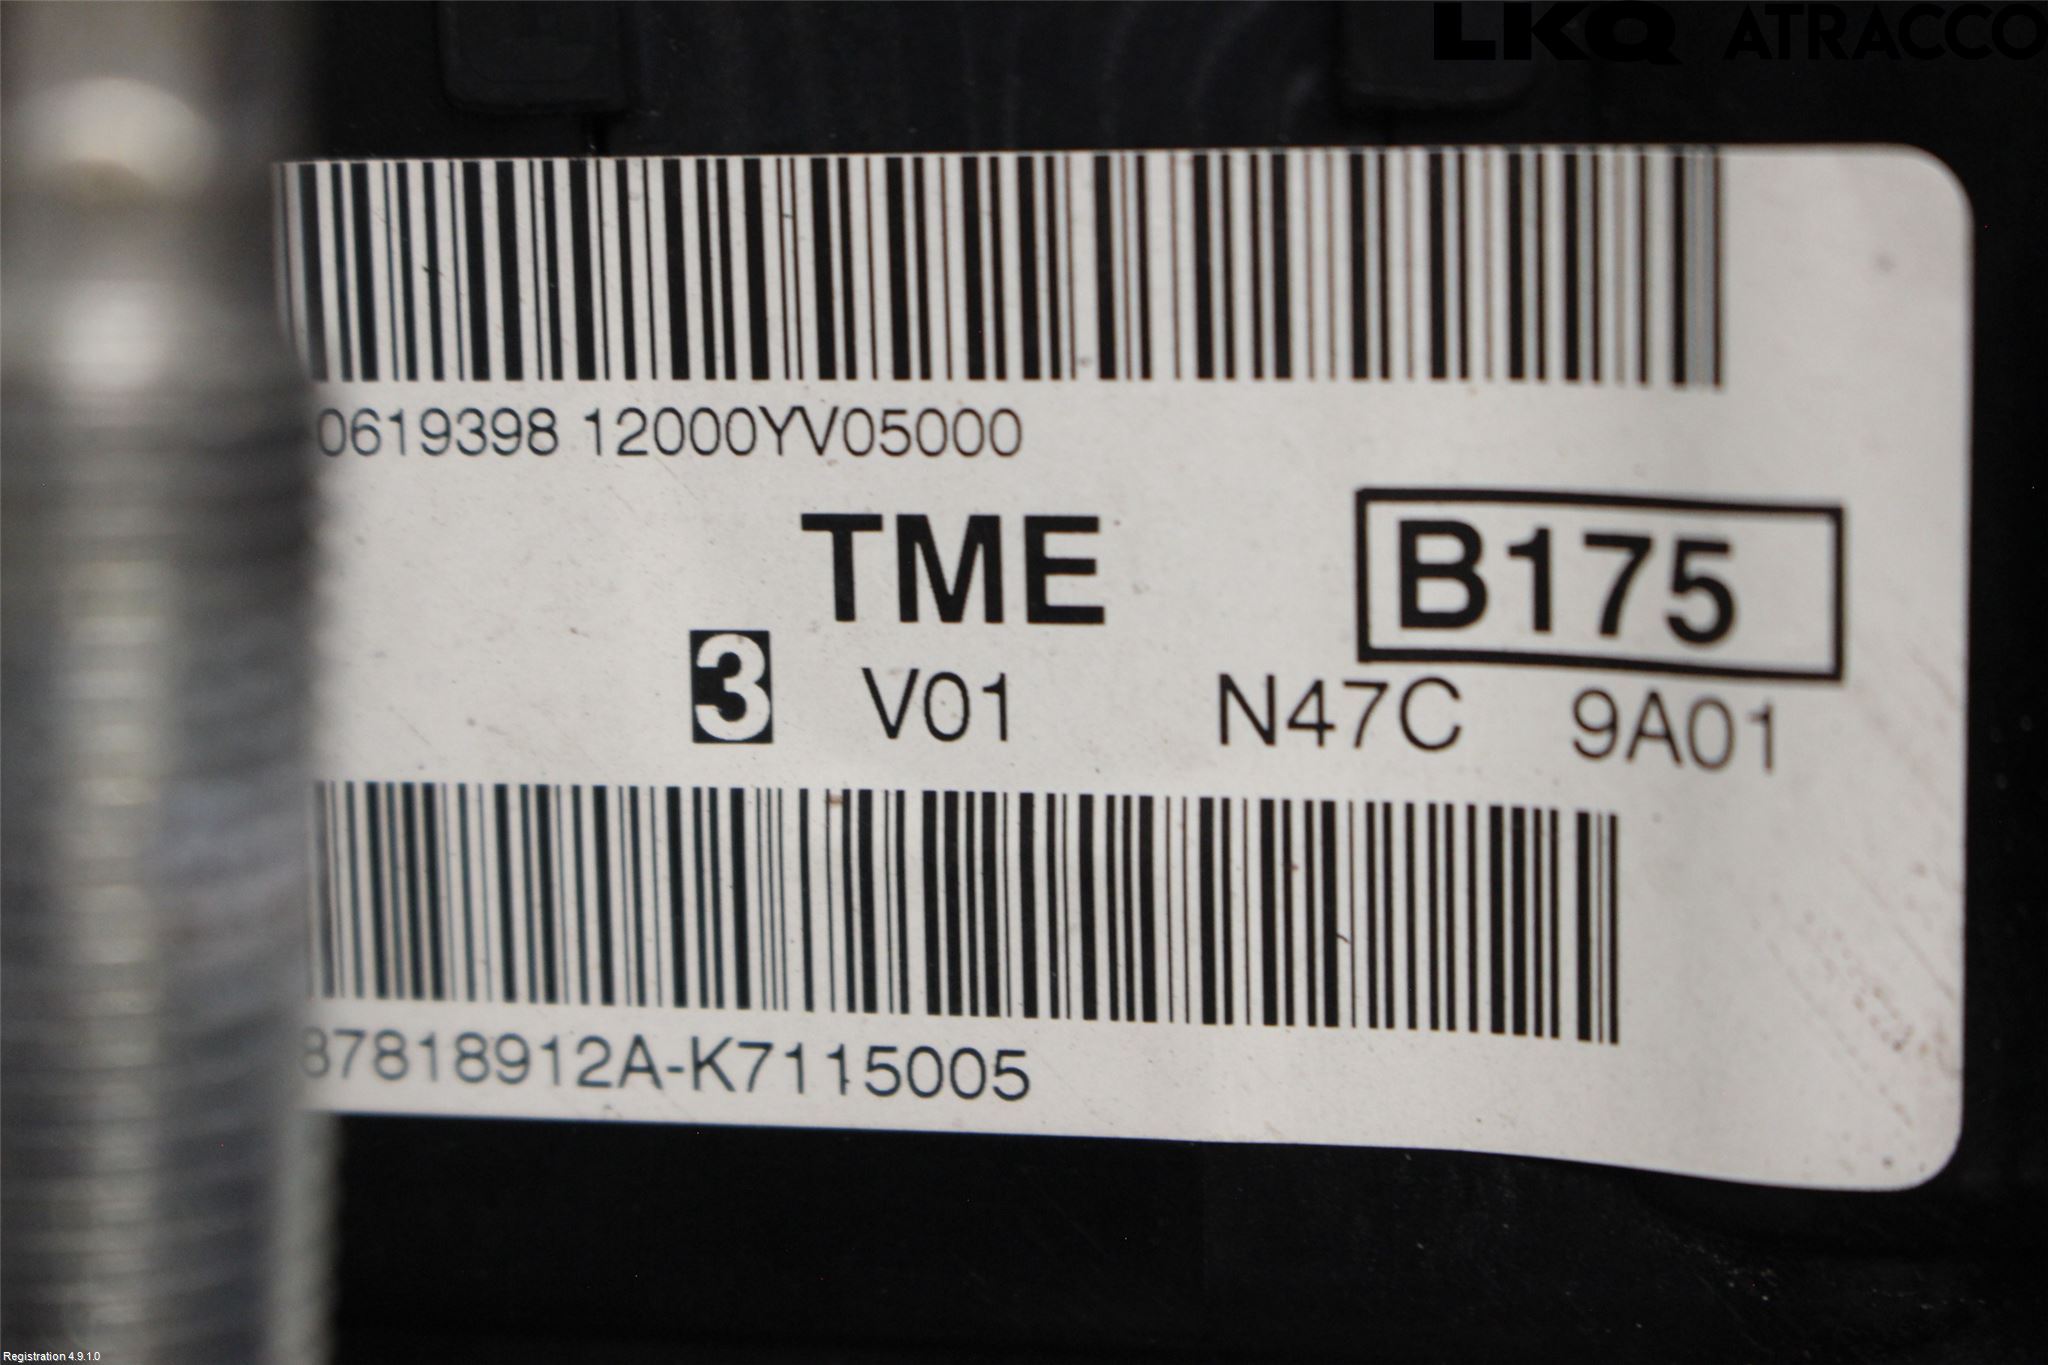 LKQ ATRACCO
0619398 12000YV05000
TME
B175
3 V01 N47C 9A01
87818912A-K7115005
Registration 4.9.1.0